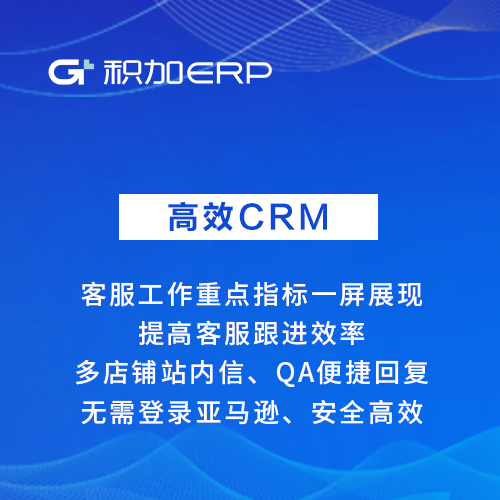 积加ERP
高效CRM
客服工作重点指标一屏展现
提高客服跟进效率
多店铺站内信、QA便捷回复
无需登录亚马逊、安全高效